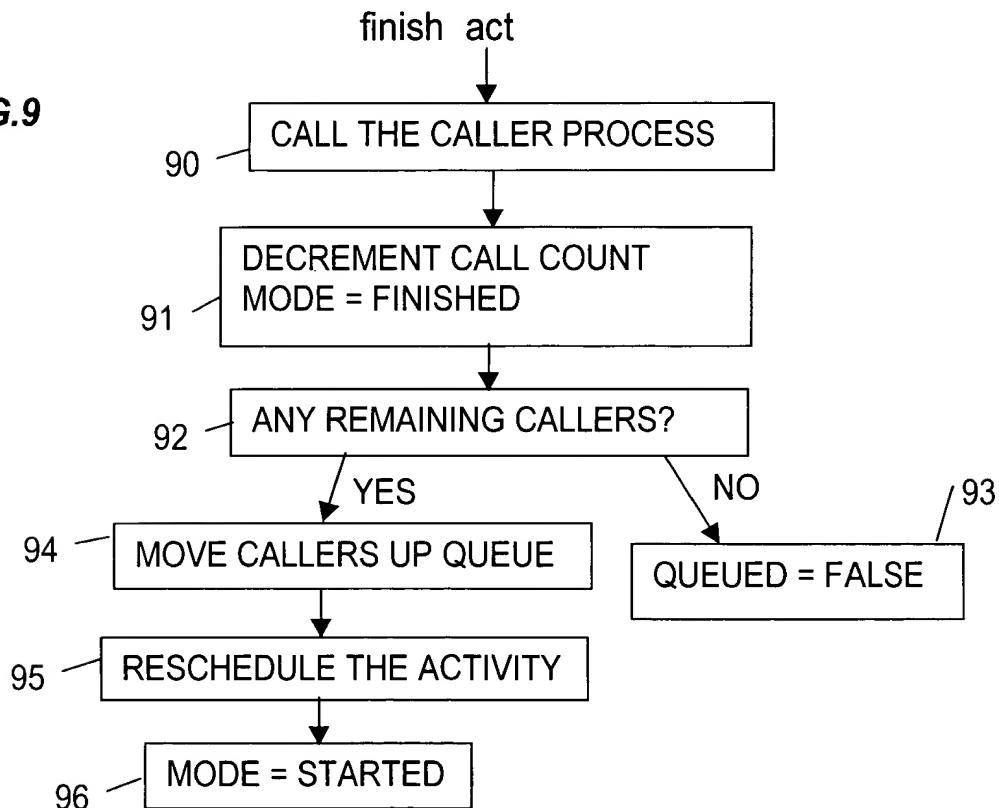 finish act
G.9
CALL THE CALLER PROCESS
90
DECREMENT CALL COUNT
MODE = FINISHED
91
ANY REMAINING CALLERS?
92
YES
NO
93
94
MOVE CALLERS UP QUEUE
QUEUED = FALSE
95
RESCHEDULE THE ACTIVITY
MODE = STARTED
96